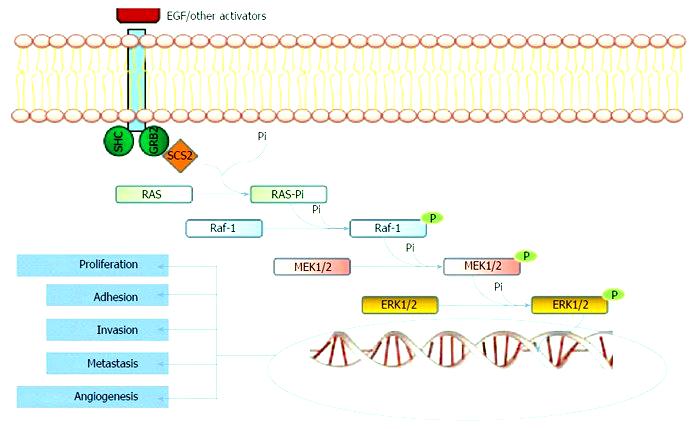 EGF/other activators
SHC
GRB2
SCS2
Pi
RAS
RAS-Pi
Pi
Raf-1
Raf-1
P
Pi
MEK1/2
MEK1/2
P
Pi
ERK1/2
ERK1/2
P
Proliferation
Adhesion
Invasion
Metastasis
Angiogenesis